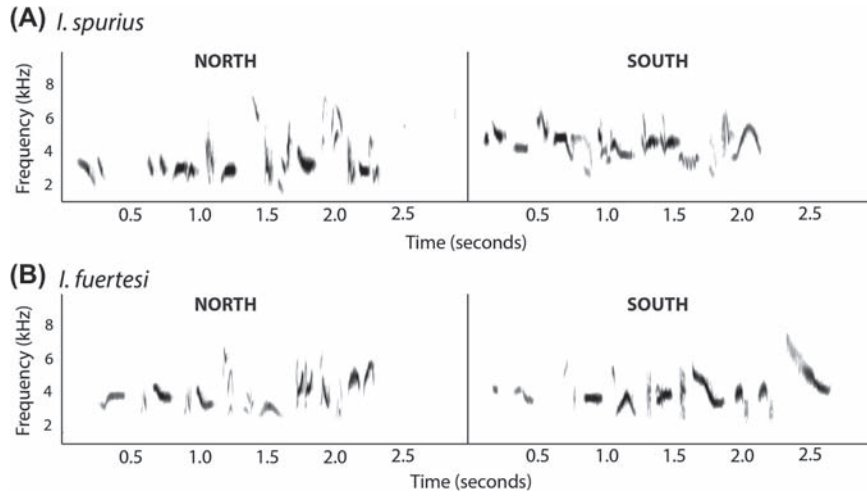 (A) I. spurius
NORTH
SOUTH
Frequency (kHz)
8
6
4
2
0.5 1.0 1.5 2.0 2.5 0.5 1.0 1.5 2.0 2.5
Time (seconds)
(B) I. fuertesi
NORTH
SOUTH
Frequency (kHz)
8
6
4
2
0.5 1.0 1.5 2.0 2.5 0.5 1.0 1.5 2.0 2.5
Time (seconds)